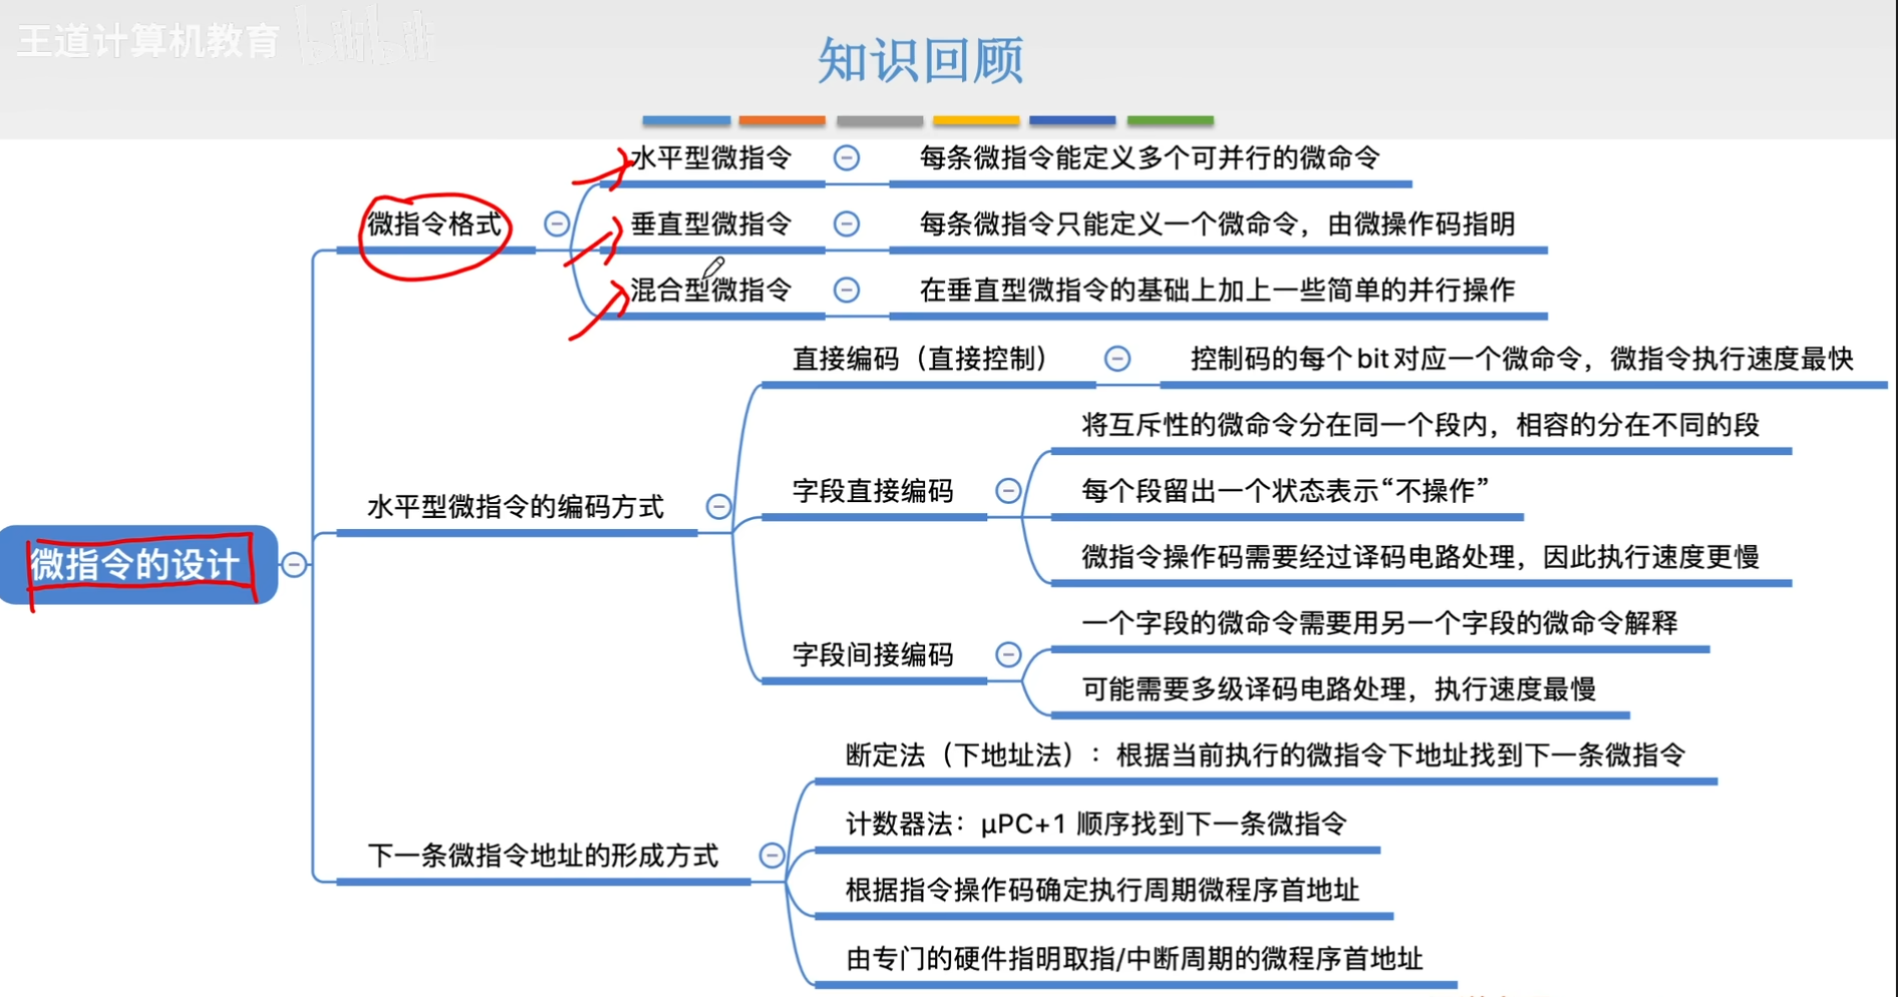 王道计算机教育 bilibili
知识回顾
微指令的设计
微指令格式
水平型微指令
每条微指令能定义多个可并行的微命令
垂直型微指令
每条微指令只能定义一个微命令，由微操作码指明
混合型微指令
在垂直型微指令的基础上加上一些简单的并行操作
水平型微指令的编码方式
直接编码（直接控制）
控制码的每个bit对应一个微命令，微指令执行速度最快
字段直接编码
将互斥性的微命令分在同一个段内，相容的分在不同的段
每个段留出一个状态表示“不操作”
微指令操作码需要经过译码电路处理，因此执行速度更慢
字段间接编码
一个字段的微命令需要用另一个字段的微命令解释
可能需要多级译码电路处理，执行速度最慢
下一条微指令地址的形成方式
断定法（下地址法）：根据当前执行的微指令下地址找到下一条微指令
计数器法：μPC+1 顺序找到下一条微指令
根据指令操作码确定执行周期微程序首地址
由专门的硬件指明取指/中断周期的微程序首地址